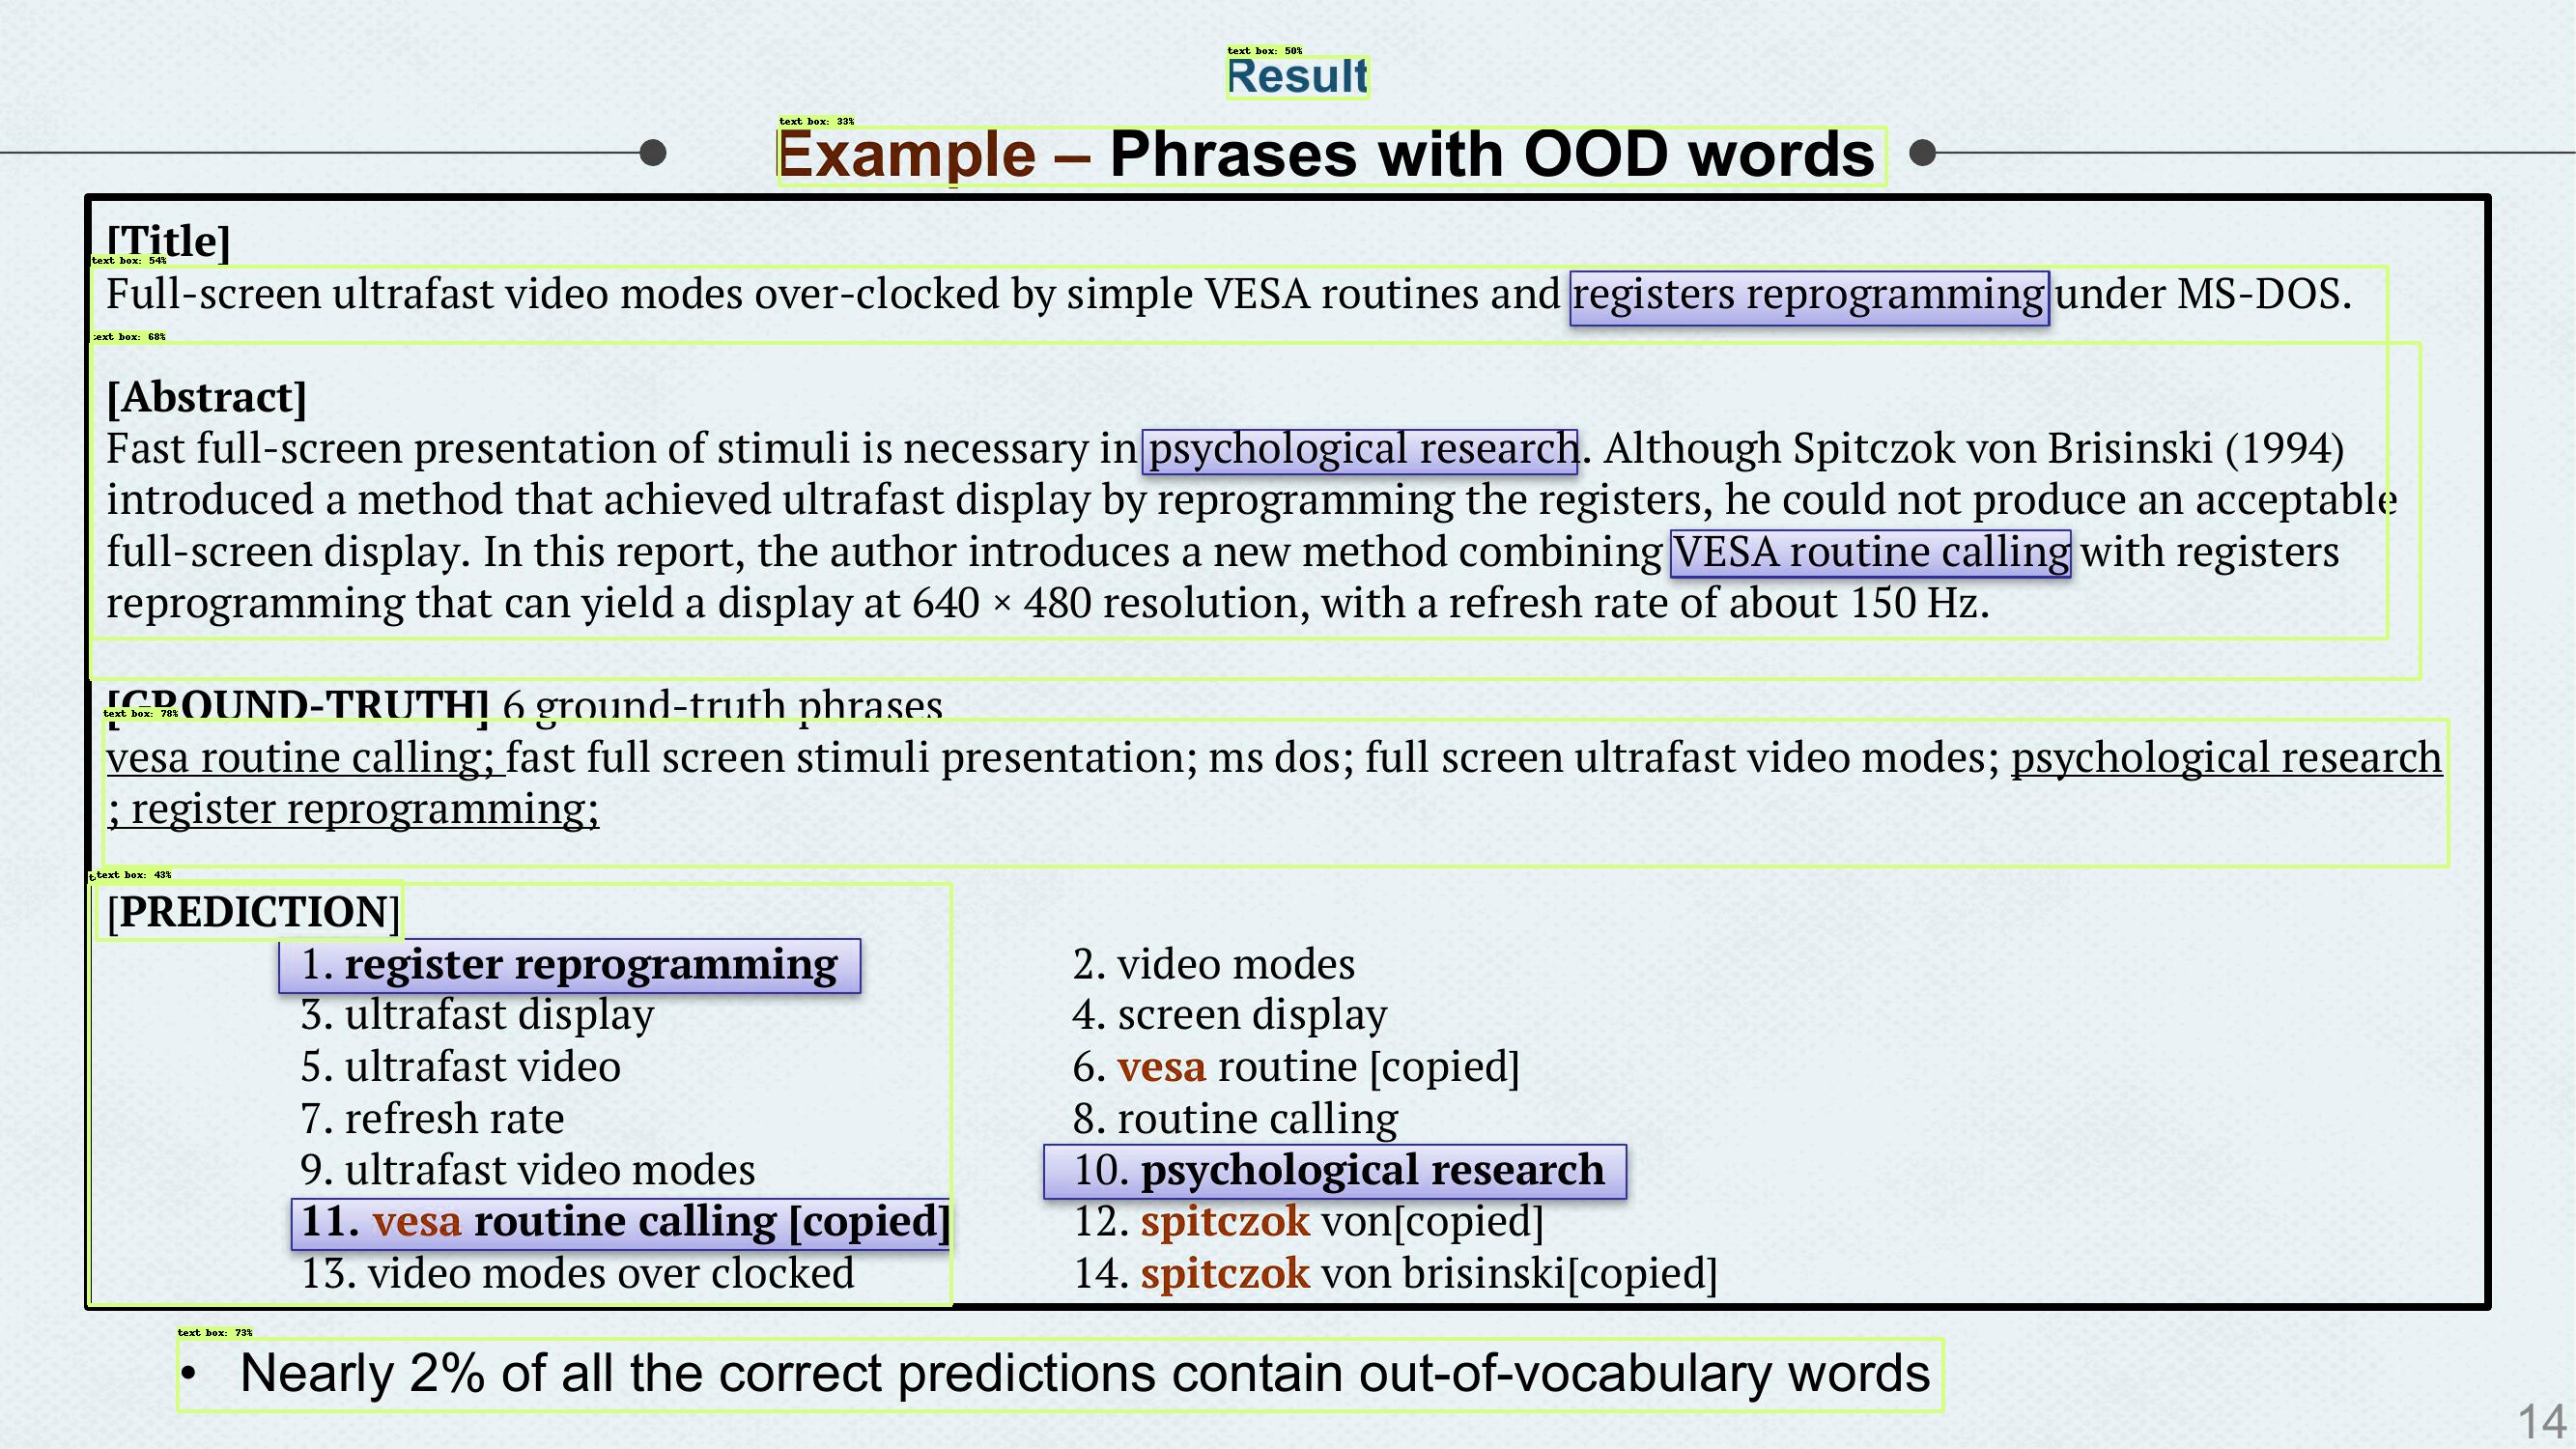 text box: 50%
Result
text box: 33%
Example – Phrases with OOD words
[Title]
text box: 54%
Full-screen ultrafast video modes over-clocked by simple VESA routines and registers reprogramming under MS-DOS.
text box: 68%
[Abstract]
Fast full-screen presentation of stimuli is necessary in psychological research. Although Spitczok von Brisinski (1994)
introduced a method that achieved ultrafast display by reprogramming the registers, he could not produce an acceptable
full-screen display. In this report, the author introduces a new method combining VESA routine calling with registers
reprogramming that can yield a display at 640 × 480 resolution, with a refresh rate of about 150 Hz.
[GROUND-TRUTH] 6 ground-truth phrases
text box: 78%
vesa routine calling; fast full screen stimuli presentation; ms dos; full screen ultrafast video modes; psychological research
; register reprogramming;
text box: 43%
[PREDICTION]
1. register reprogramming 2. video modes
3. ultrafast display 4. screen display
5. ultrafast video 6. vesa routine [copied]
7. refresh rate 8. routine calling
9. ultrafast video modes 10. psychological research
11. vesa routine calling [copied] 12. spitczok von[copied]
13. video modes over clocked 14. spitczok von brisinski[copied]
text box: 73%
• Nearly 2% of all the correct predictions contain out-of-vocabulary words
14